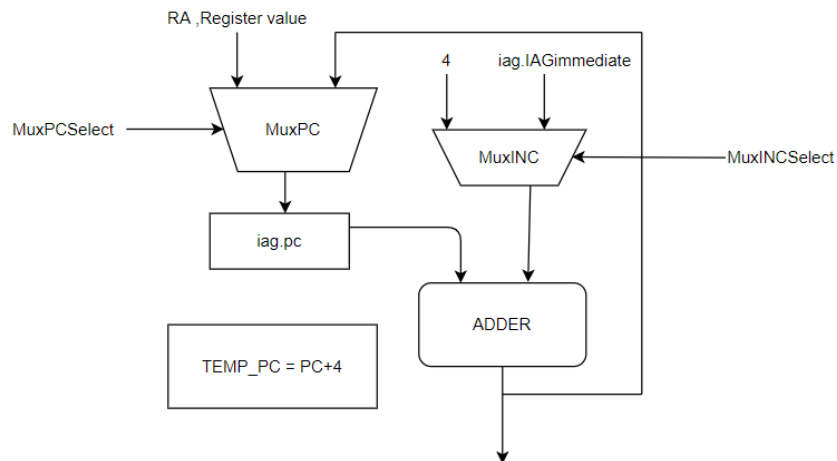 RA ,Register value
4
iag.IAGimmediate
MuxPCSelect
MuxPC
MuxINC
MuxINCSelect
iag.pc
ADDER
TEMP_PC = PC+4